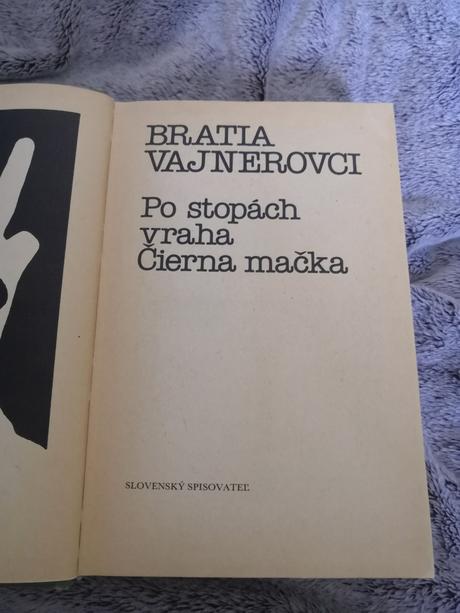 BRATIA
VAJNEROVCI
Po stopách
vraha
Čierna mačka
SLOVENSKÝ SPISOVATEĽ